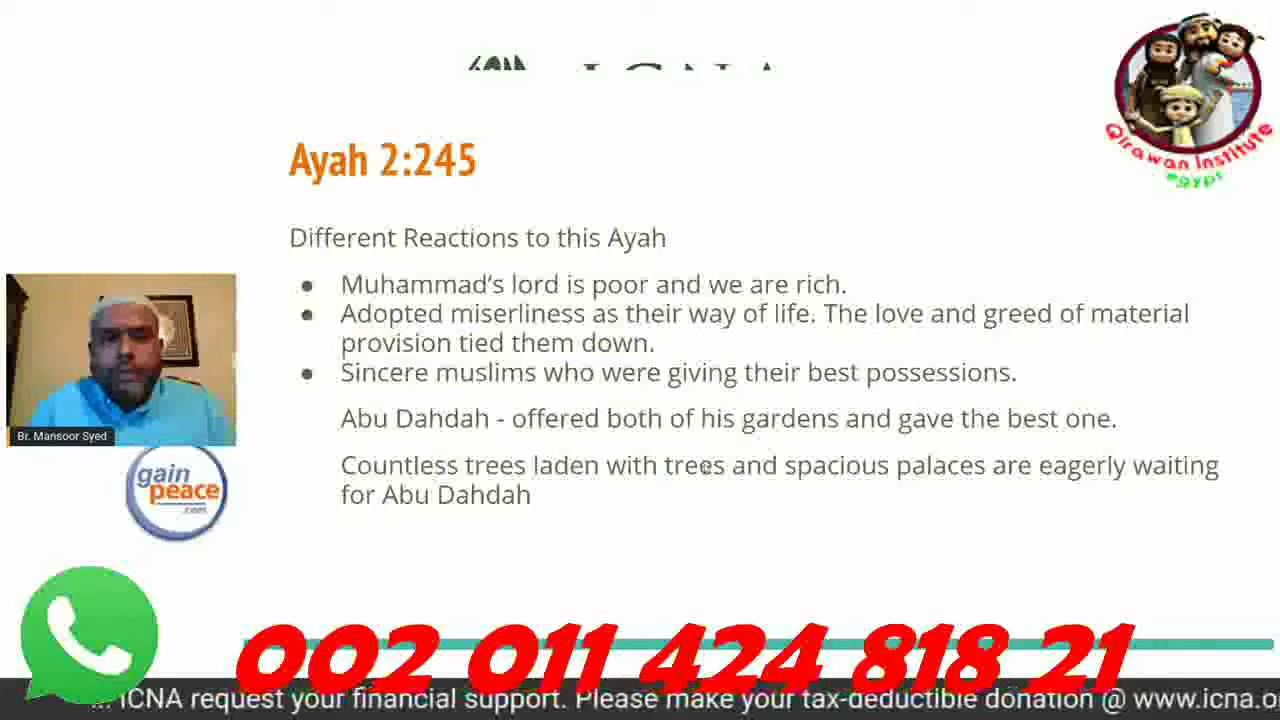 ICNA
Qirawan Institute
egypt
Ayah 2:245
Different Reactions to this Ayah
● Muhammad's lord is poor and we are rich.
● Adopted miserliness as their way of life. The love and greed of material
provision tied them down.
● Sincere muslims who were giving their best possessions.
Abu Dahdah - offered both of his gardens and gave the best one.
Countless trees laden with trees and spacious palaces are eagerly waiting
for Abu Dahdah
Br. Mansoor Syed
gain
peace
.com
002 011 424 818 21
ICNA request your financial support. Please make your tax-deductible donation @ www.icna.o